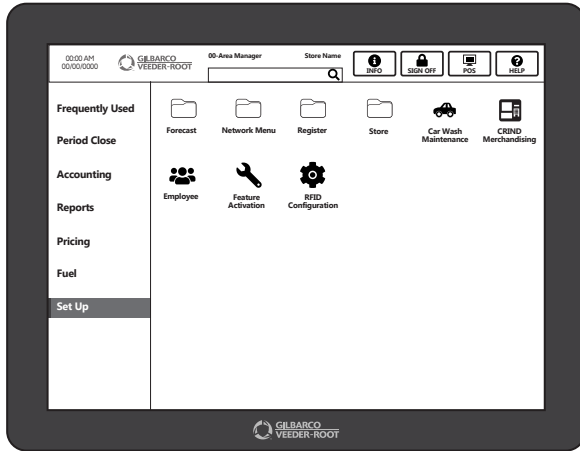 00:00 AM
00/00/0000
GILBARCO
VEEDER-ROOT
00-Area Manager
Store Name
INFO
SIGN OFF
POS
HELP
Frequently Used
Period Close
Accounting
Reports
Pricing
Fuel
Set Up
Forecast
Network Menu
Register
Store
Car Wash
Maintenance
CRIND
Merchandising
Employee
Feature
Activation
RFID
Configuration
GILBARCO
VEEDER-ROOT